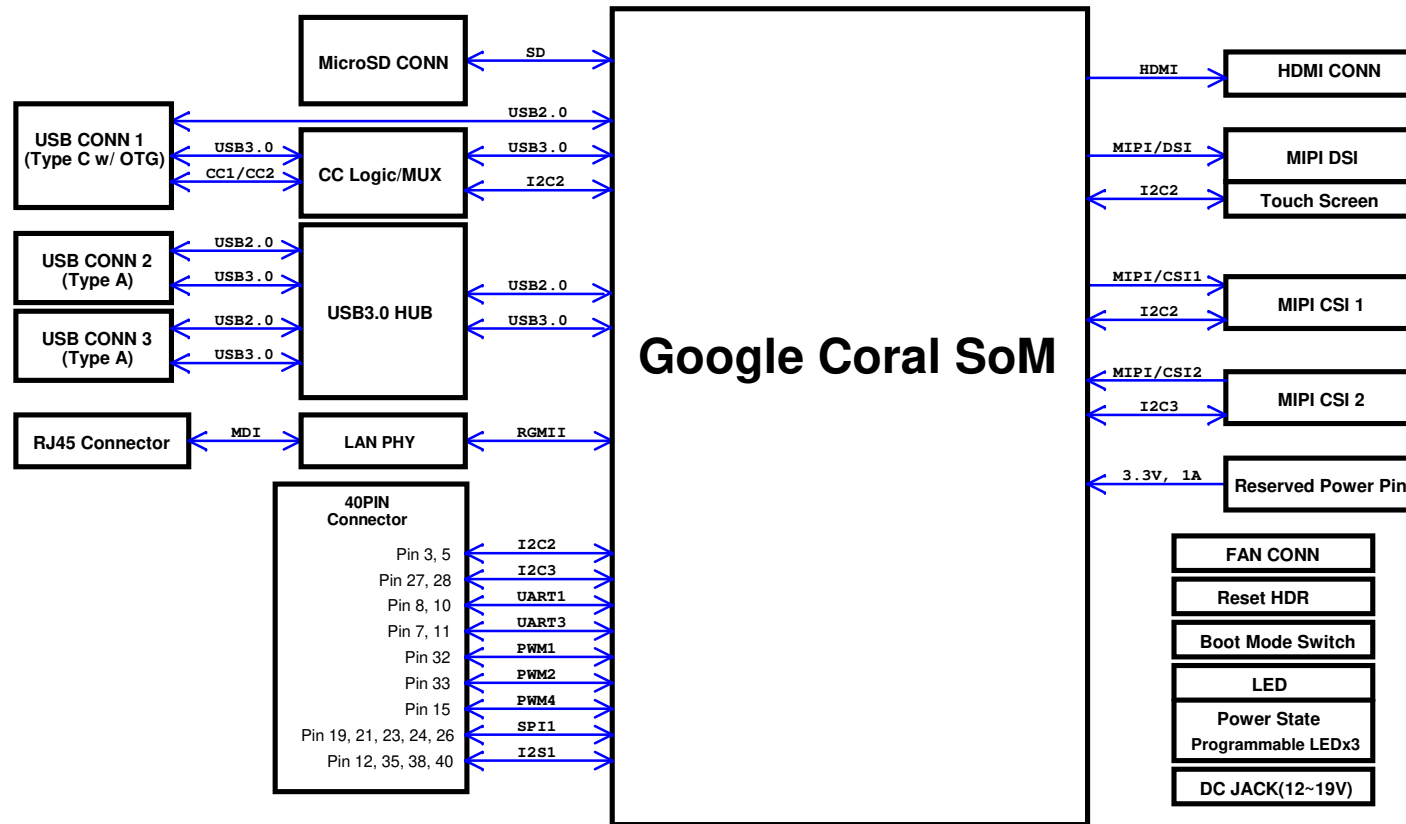 MicroSD CONN
SD
USB2.0
USB CONN 1
(Type C w/ OTG)
USB3.0
CC1/CC2
CC Logic/MUX
USB3.0
I2C2
USB CONN 2
(Type A)
USB2.0
USB3.0
USB CONN 3
(Type A)
USB2.0
USB3.0
USB3.0 HUB
USB2.0
USB3.0
RJ45 Connector
MDI
LAN PHY
RGMII
40PIN
Connector
Pin 3, 5
I2C2
Pin 27, 28
I2C3
Pin 8, 10
UART1
Pin 7, 11
UART3
Pin 32
PWM1
Pin 33
PWM2
Pin 15
PWM4
Pin 19, 21, 23, 24, 26
SPI1
Pin 12, 35, 38, 40
I2S1
Google Coral SoM
HDMI
HDMI CONN
MIPI/DSI
MIPI DSI
I2C2
Touch Screen
MIPI/CSI1
I2C2
MIPI CSI 1
MIPI/CSI2
I2C3
MIPI CSI 2
3.3V, 1A
Reserved Power Pin
FAN CONN
Reset HDR
Boot Mode Switch
LED
Power State
Programmable LEDx3
DC JACK(12~19V)